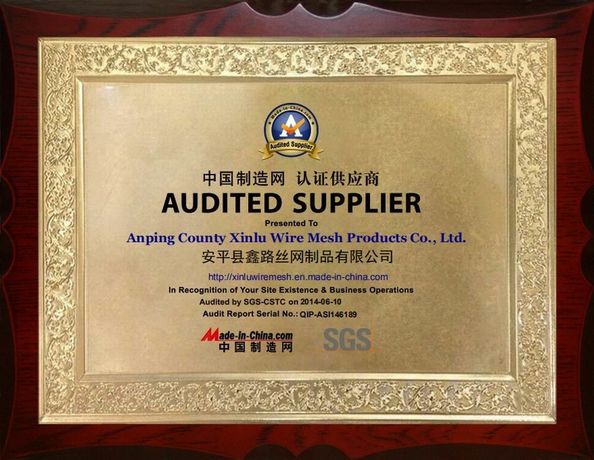 Made-in-China.com
Audited Supplier
中国制造网 认证供应商
AUDITED SUPPLIER
Presented To
Anping County Xinlu Wire Mesh Products Co., Ltd.
安平县鑫路丝网制品有限公司
http://xinluwiremesh.en.made-in-china.com
In Recognition of Your Site Existence & Business Operations
Audited by SGS-CSTC on 2014-06-10
Audit Report Serial No.: QIP-ASI146189
Made-in-China.com
中国制造网
SGS